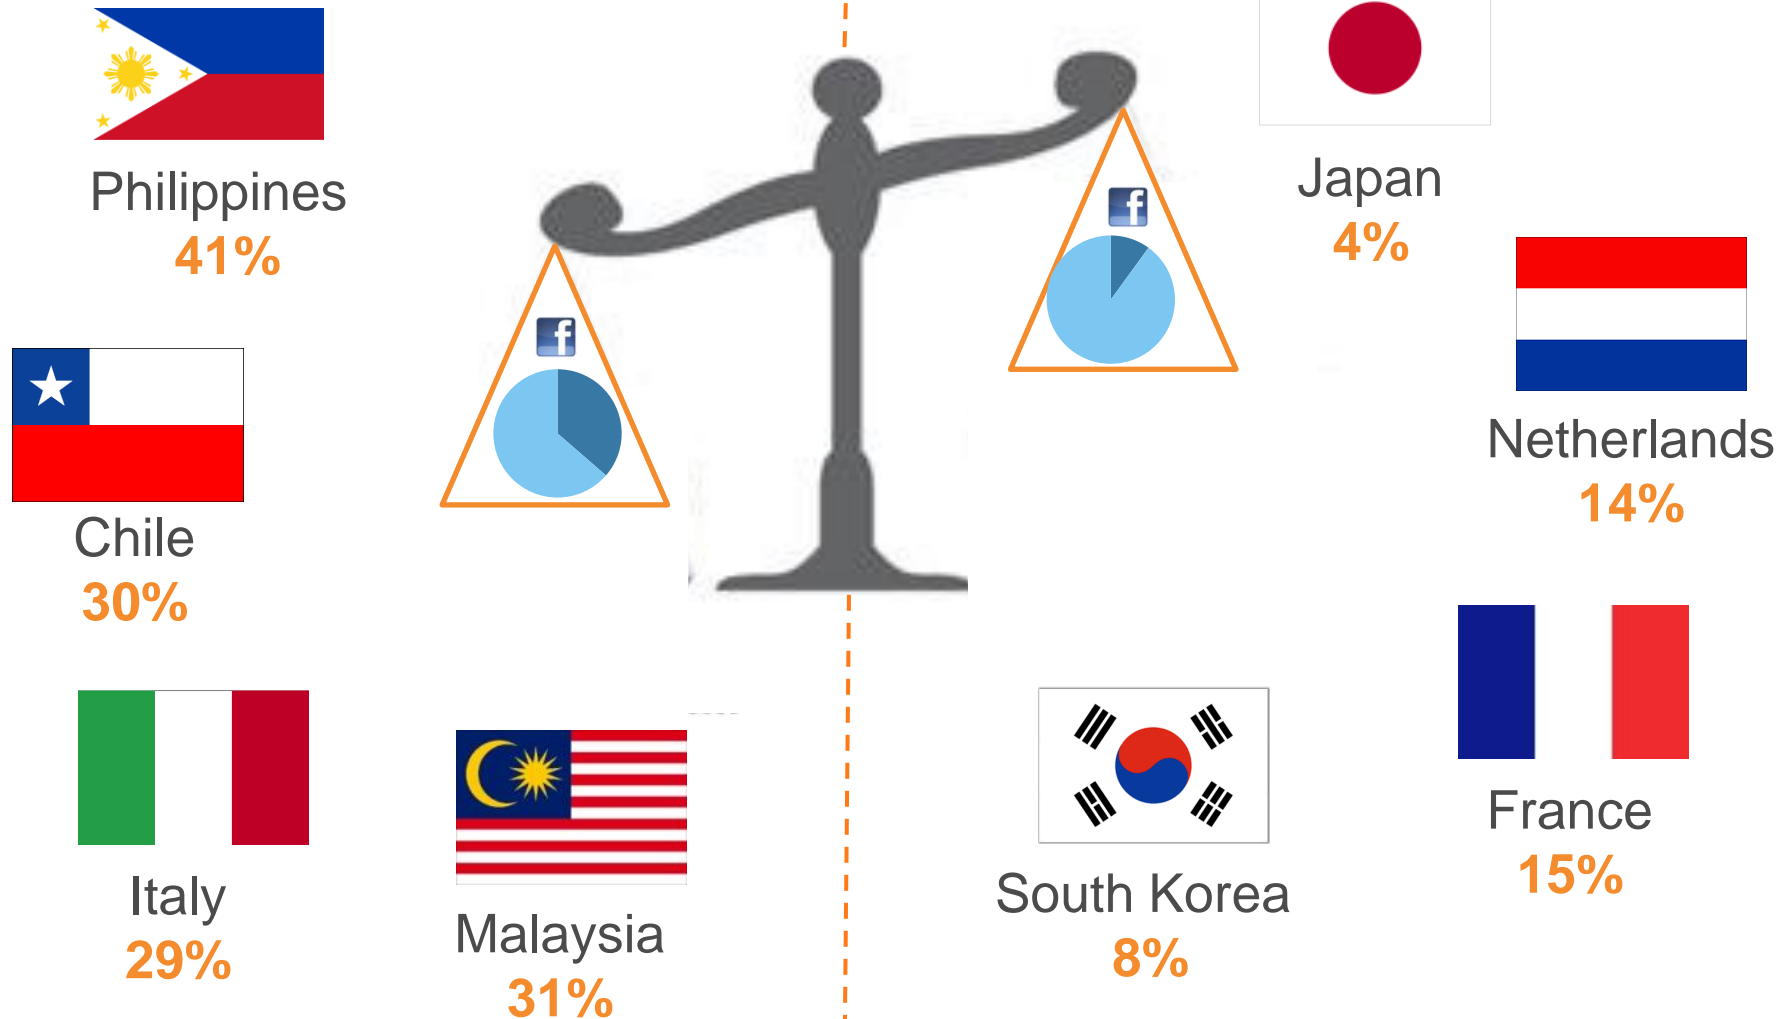 Philippines
41%
Chile
30%
Italy
29%
Malaysia
31%
f
f
Japan
4%
Netherlands
14%
France
15%
South Korea
8%